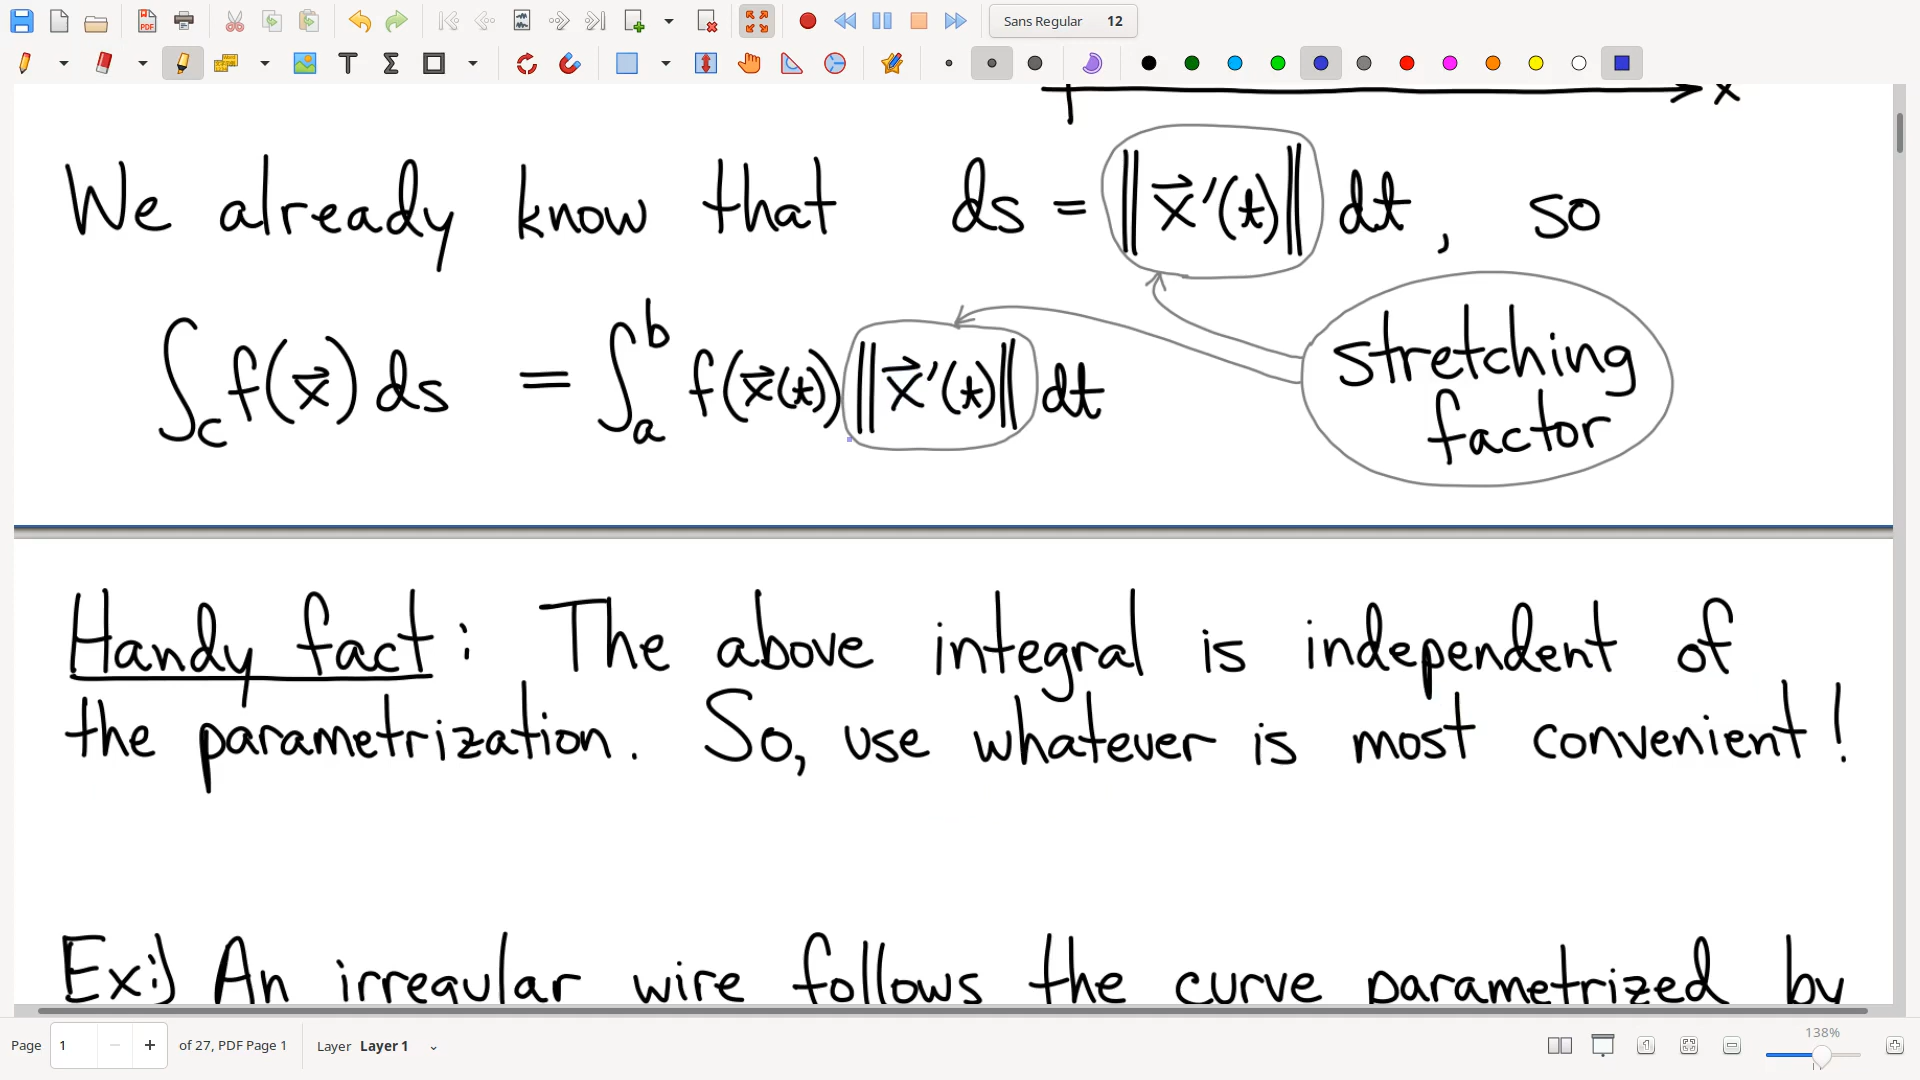 Sans Regular 12
x
We already know that ds = ‖x⃗′(t)‖ dt, so
∫_C f(x⃗) ds = ∫_a^b f(x⃗(t)) ‖x⃗′(t)‖ dt
stretching
factor
Handy fact: The above integral is independent of
the parametrization. So, use whatever is most convenient!
Ex:) An irregular wire follows the curve parametrized by
Page 1 of 27, PDF Page 1 Layer Layer 1 138%